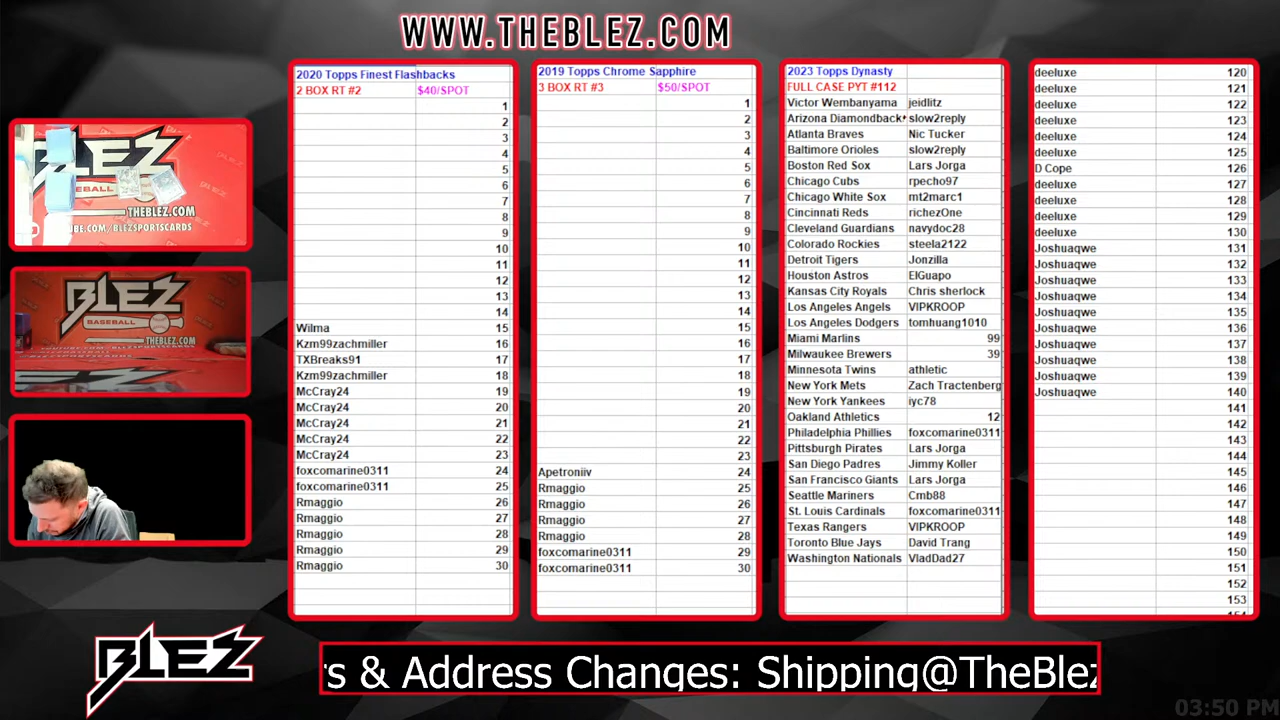 WWW.THEBLEZ.COM
BLEZ
BASEBALL
THEBLEZ.COM
UBE.COM/BLEZSPORTSCARDS
BLEZ
BASEBALL
THEBLEZ.COM
2020 Topps Finest Flashbacks
2 BOX RT #2 $40/SPOT
1
2
3
4
5
6
7
8
9
10
11
12
13
14
Wilma 15
Kzm99zachmiller 16
TXBreaks91 17
Kzm99zachmiller 18
McCray24 19
McCray24 20
McCray24 21
McCray24 22
McCray24 23
foxcomarine0311 24
foxcomarine0311 25
Rmaggio 26
Rmaggio 27
Rmaggio 28
Rmaggio 29
Rmaggio 30
2019 Topps Chrome Sapphire
3 BOX RT #3 $50/SPOT
1
2
3
4
5
6
7
8
9
10
11
12
13
14
15
16
17
18
19
20
21
22
23
Apetroniiv 24
Rmaggio 25
Rmaggio 26
Rmaggio 27
Rmaggio 28
foxcomarine0311 29
foxcomarine0311 30
2023 Topps Dynasty
FULL CASE PYT #112
Victor Wembanyama jeidlitz
Arizona Diamondback slow2reply
Atlanta Braves Nic Tucker
Baltimore Orioles slow2reply
Boston Red Sox Lars Jorga
Chicago Cubs rpecho97
Chicago White Sox mt2marc1
Cincinnati Reds richezOne
Cleveland Guardians navydoc28
Colorado Rockies steela2122
Detroit Tigers Jonzilla
Houston Astros ElGuapo
Kansas City Royals Chris sherlock
Los Angeles Angels VIPKROOP
Los Angeles Dodgers tomhuang1010
Miami Marlins 99
Milwaukee Brewers 39
Minnesota Twins athletic
New York Mets Zach Tractenberg
New York Yankees iyc78
Oakland Athletics 12
Philadelphia Phillies foxcomarine0311
Pittsburgh Pirates Lars Jorga
San Diego Padres Jimmy Koller
San Francisco Giants Lars Jorga
Seattle Mariners Cmb88
St. Louis Cardinals foxcomarine0311
Texas Rangers VIPKROOP
Toronto Blue Jays David Trang
Washington Nationals VladDad27
deeluxe 120
deeluxe 121
deeluxe 122
deeluxe 123
deeluxe 124
deeluxe 125
D Cope 126
deeluxe 127
deeluxe 128
deeluxe 129
deeluxe 130
Joshuaqwe 131
Joshuaqwe 132
Joshuaqwe 133
Joshuaqwe 134
Joshuaqwe 135
Joshuaqwe 136
Joshuaqwe 137
Joshuaqwe 138
Joshuaqwe 139
Joshuaqwe 140
141
142
143
144
145
146
147
148
149
150
151
152
153
BLEZ
s & Address Changes: Shipping@TheBlez
03:50 PM